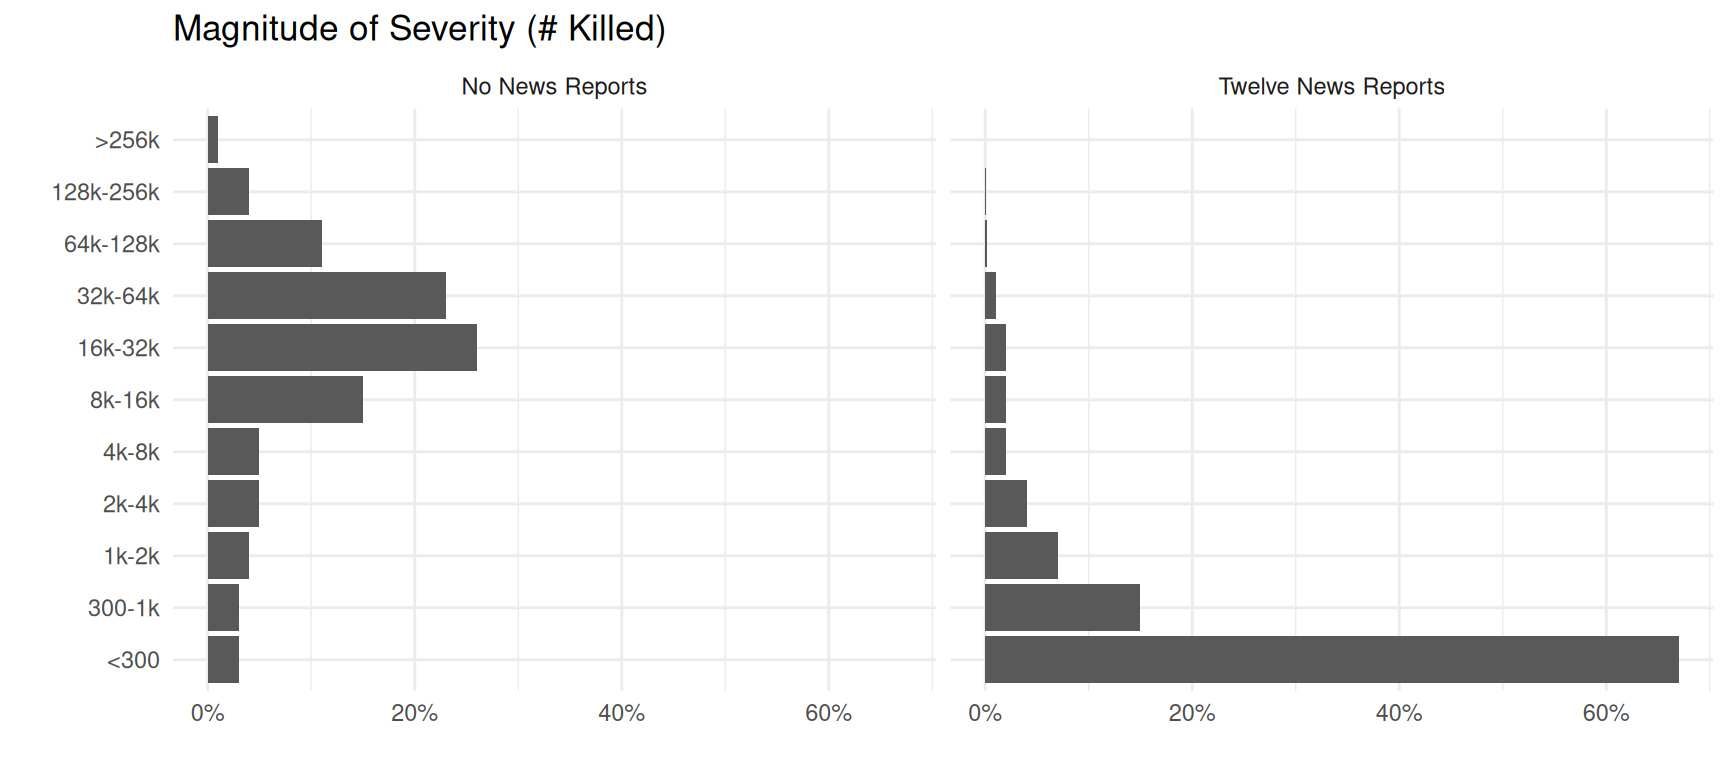 Magnitude of Severity (# Killed)
No News Reports
Twelve News Reports
>256k
128k-256k
64k-128k
32k-64k
16k-32k
8k-16k
4k-8k
2k-4k
1k-2k
300-1k
<300
0% 20% 40% 60%
0% 20% 40% 60%